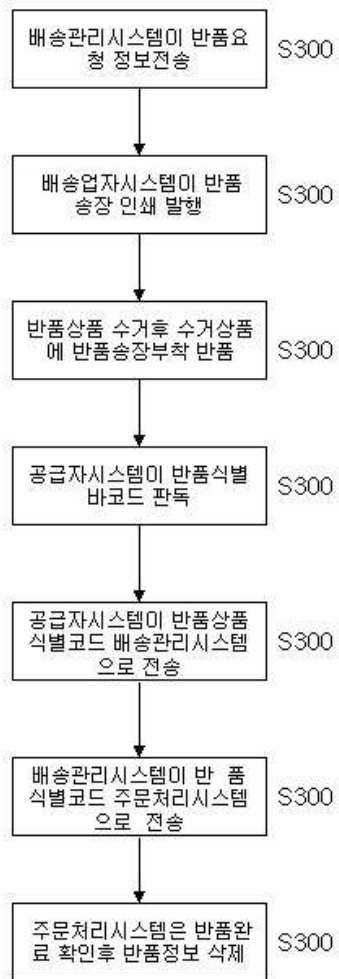 배송관리시스템이 반품요
청 정보전송
S300
배송업자시스템이 반품
송장 인쇄 발행
S300
반품상품 수거후 수거상품
에 반품송장부착 반품
S300
공급자시스템이 반품식별
바코드 판독
S300
공급자시스템이 반품상품
식별코드 배송관리시스템
으로 전송
S300
배송관리시스템이 반 품
식별코드 주문처리시스템
으로 전송
S300
주문처리시스템은 반품완
료 확인후 반품정보 삭제
S300